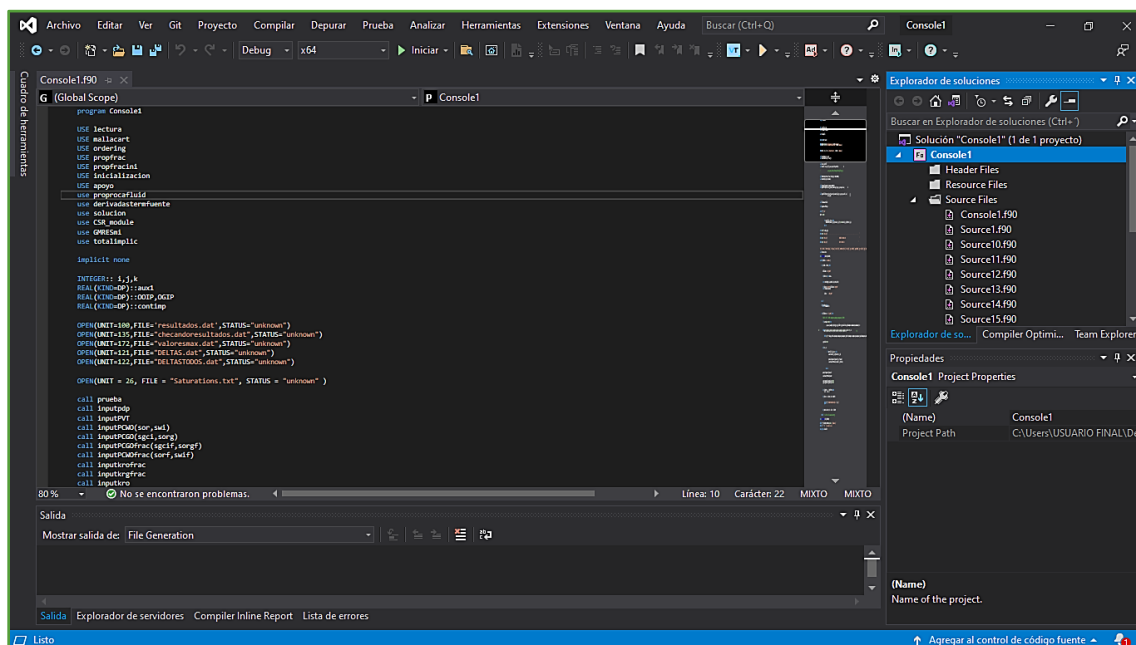 Archivo Editar Ver Git Proyecto Compilar Depurar Prueba Analizar Herramientas Extensiones Ventana Ayuda Buscar (Ctrl+Q) Console1
Debug x64 Iniciar
Cuadro de herramientas
Console1.f90
(Global Scope) Console1
program Console1
USE lectura
USE mallacart
USE ordering
USE propfrac
USE propfracini
USE inicializacion
USE apoyo
use proprocafluid
use derivadastermfuente
use solucion
use CSR_module
use GMRESmi
use totalimplic
implicit none
INTEGER:: i,j,k
REAL(KIND=DP)::aux1
REAL(KIND=DP)::OOIP,OGIP
REAL(KIND=DP)::contimp
OPEN(UNIT=100,FILE='resultados.dat',STATUS="unknown")
OPEN(UNIT=135,FILE="checandoresultados.dat",STATUS="unknown")
OPEN(UNIT=172,FILE="valoresmax.dat",STATUS="unknown")
OPEN(UNIT=121,FILE="DELTAS.dat",STATUS="unknown")
OPEN(UNIT=122,FILE="DELTASTODOS.dat",STATUS="unknown")
OPEN(UNIT = 26, FILE = "Saturations.txt", STATUS = "unknown" )
call prueba
call inputpdp
call inputPVT
call inputPCWO(sor,swi)
call inputPCGO(sgci,sorg)
call inputPCGOfrac(sgcif,sorgf)
call inputPCWOfrac(sorf,swif)
call inputkrofrac
call inputkrgfrac
call inputkro
80 % No se encontraron problemas. Línea: 10 Carácter: 22 MIXTO MIXTO
Salida
Mostrar salida de: File Generation
Salida Explorador de servidores Compiler Inline Report Lista de errores
Explorador de soluciones
Buscar en Explorador de soluciones (Ctrl+´)
Solución "Console1" (1 de 1 proyecto)
Console1
Header Files
Resource Files
Source Files
Console1.f90
Source1.f90
Source10.f90
Source11.f90
Source12.f90
Source13.f90
Source14.f90
Source15.f90
Explorador de so... Compiler Optimi... Team Explorer
Propiedades
Console1 Project Properties
(Name) Console1
Project Path C:\Users\USUARIO FINAL\De
(Name)
Name of the project.
Listo Agregar al control de código fuente 1